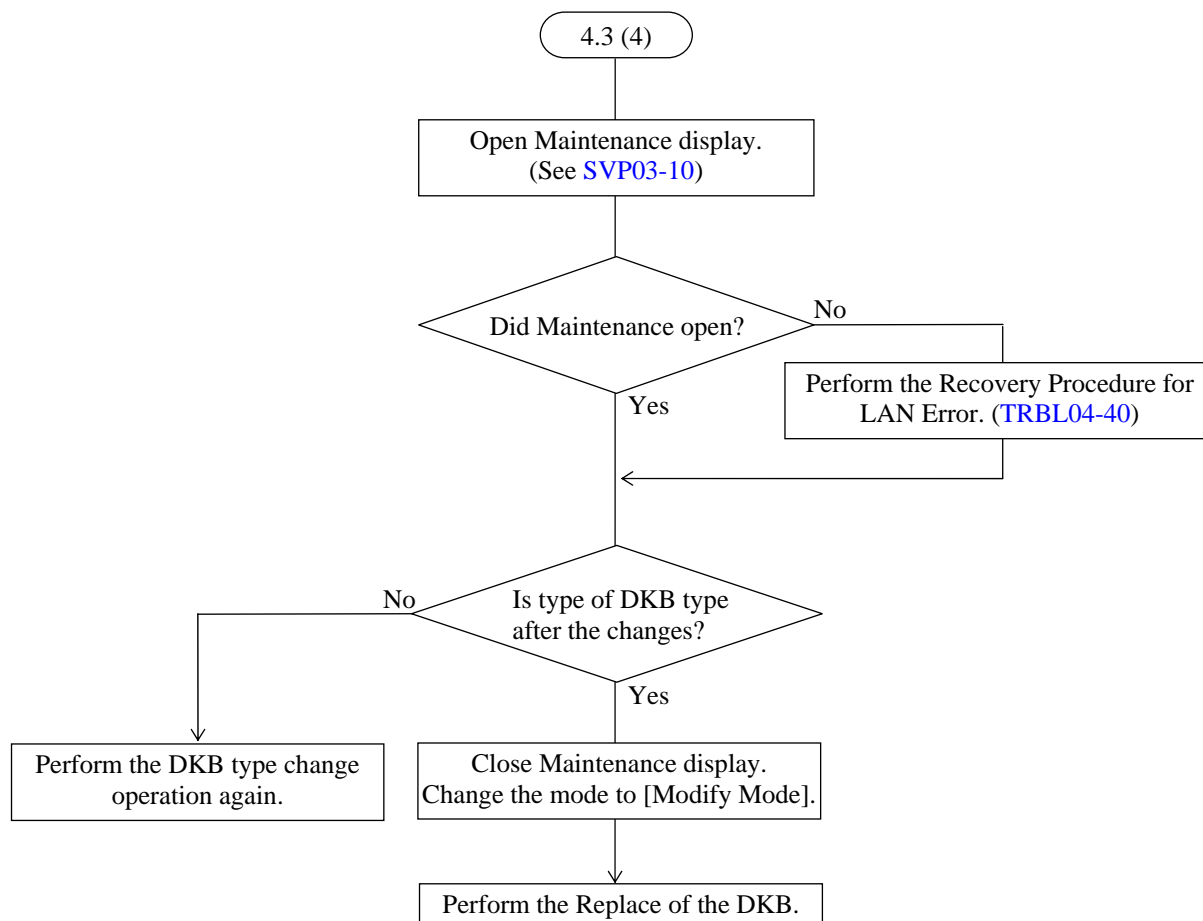 4.3 (4)
Open Maintenance display.
(See SVP03-10)
Did Maintenance open?
No
Perform the Recovery Procedure for
LAN Error. (TRBL04-40)
Yes
Is type of DKB type
after the changes?
No
Yes
Perform the DKB type change
operation again.
Close Maintenance display.
Change the mode to [Modify Mode].
Perform the Replace of the DKB.